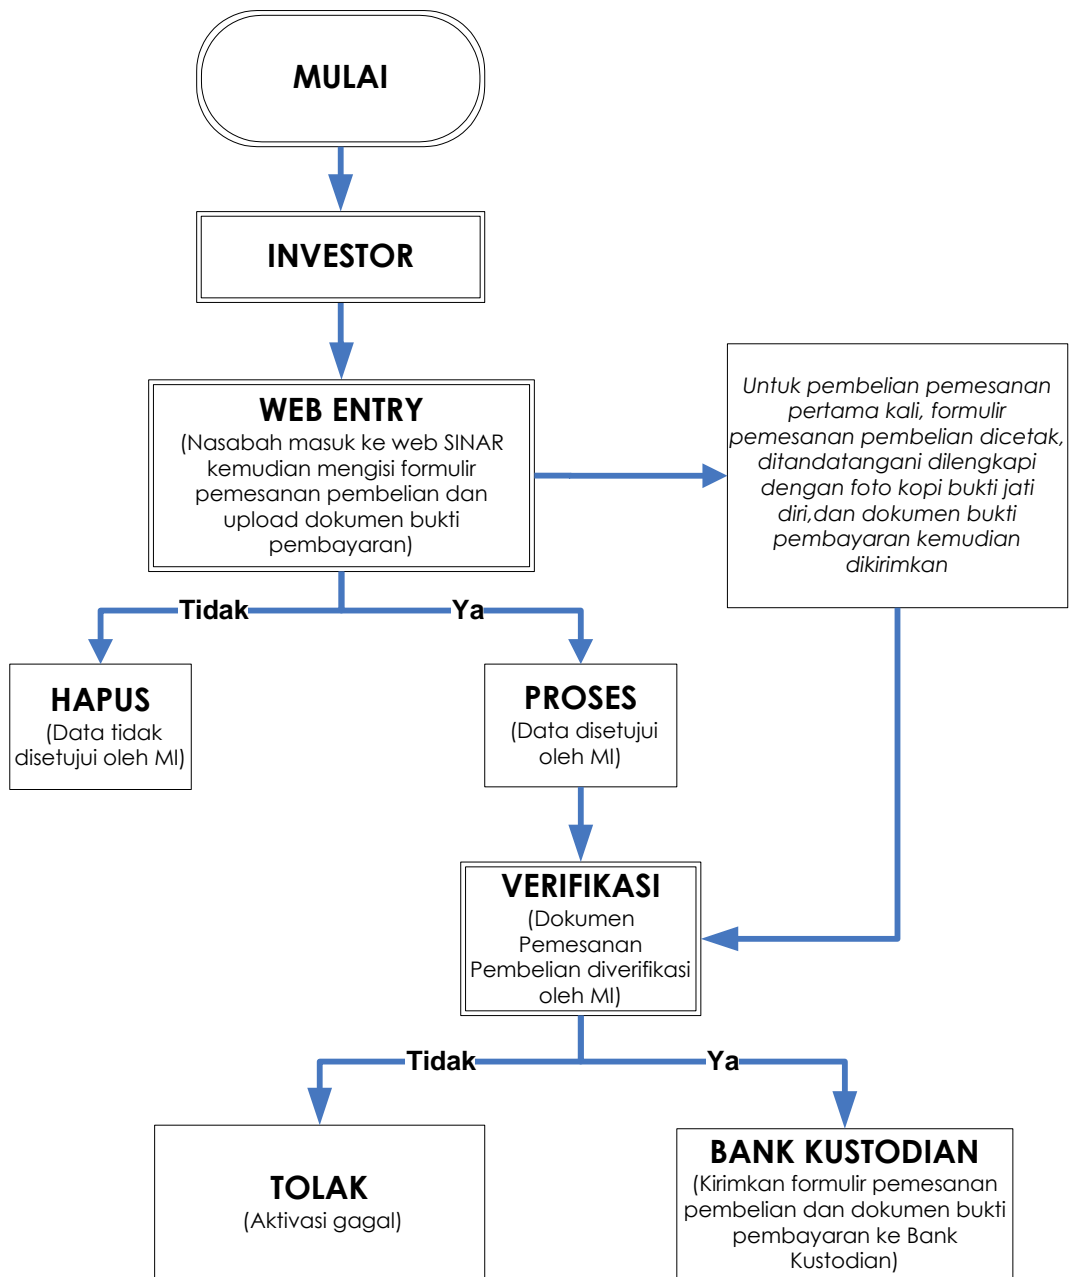 MULAI
INVESTOR
WEB ENTRY
(Nasabah masuk ke web SINAR
kemudian mengisi formulir
pemesanan pembelian dan
upload dokumen bukti
pembayaran)
Untuk pembelian pemesanan
pertama kali, formulir
pemesanan pembelian dicetak,
ditandatangani dilengkapi
dengan foto kopi bukti jati
diri,dan dokumen bukti
pembayaran kemudian
dikirimkan
Tidak
Ya
HAPUS
(Data tidak
disetujui oleh MI)
PROSES
(Data disetujui
oleh MI)
VERIFIKASI
(Dokumen
Pemesanan
Pembelian diverifikasi
oleh MI)
Tidak
Ya
TOLAK
(Aktivasi gagal)
BANK KUSTODIAN
(Kirimkan formulir pemesanan
pembelian dan dokumen bukti
pembayaran ke Bank
Kustodian)